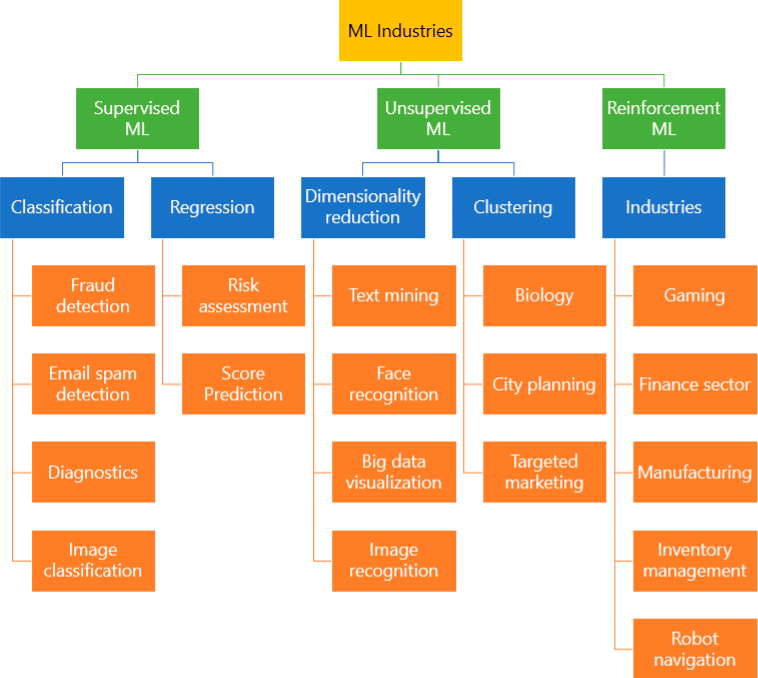 ML Industries
Supervised
ML
Unsupervised
ML
Reinforcement
ML
Classification
Regression
Dimensionality
reduction
Clustering
Industries
Fraud
detection
Risk
assessment
Text mining
Biology
Gaming
Email spam
detection
Score
Prediction
Face
recognition
City planning
Finance sector
Diagnostics
Big data
visualization
Targeted
marketing
Manufacturing
Image
classification
Image
recognition
Inventory
management
Robot
navigation